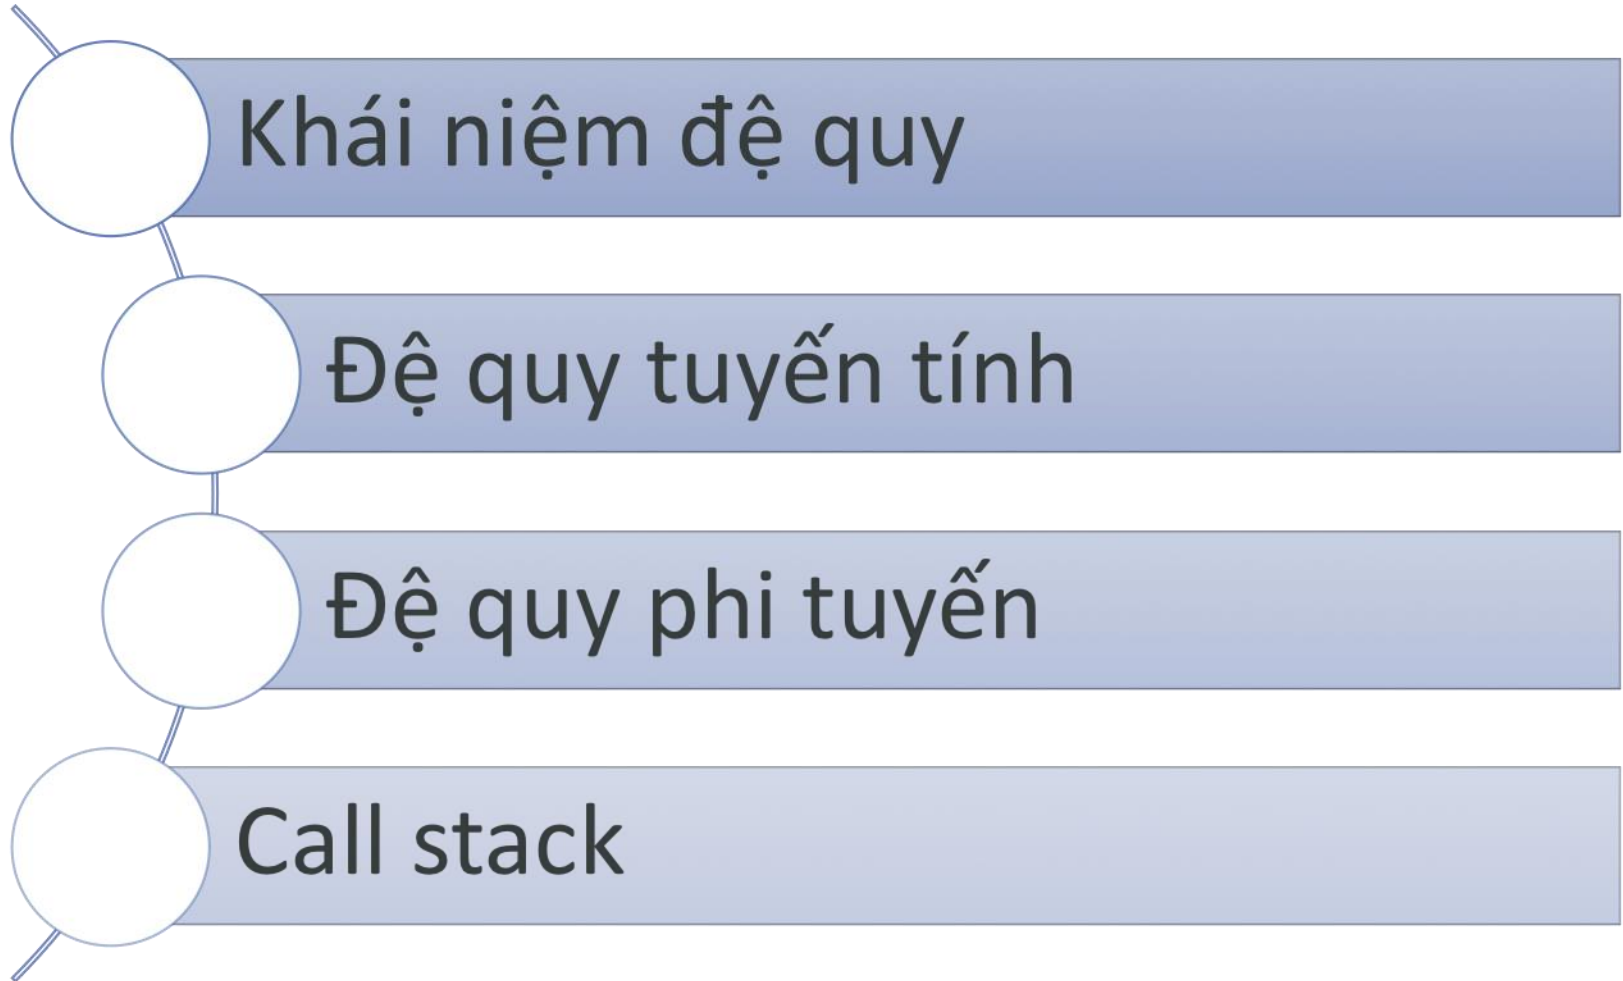 Khái niệm đệ quy
Đệ quy tuyến tính
Đệ quy phi tuyến
Call stack